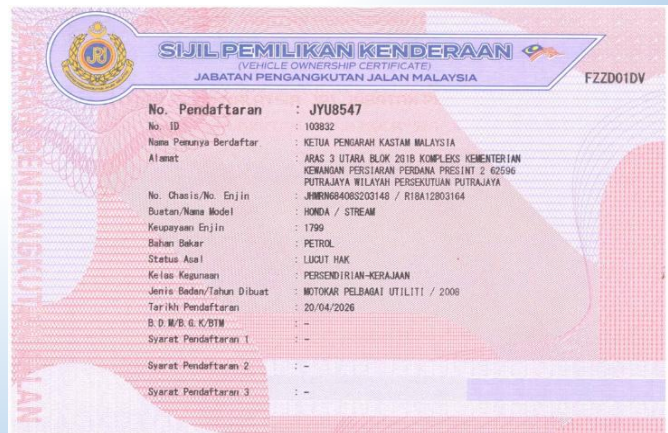 SIJIL PEMILIKAN KENDERAAN
(VEHICLE OWNERSHIP CERTIFICATE)
JABATAN PENGANGKUTAN JALAN MALAYSIA
FZZD01DV
No. Pendaftaran : JYU8547
No. ID : 103832
Nama Pemunya Berdaftar : KETUA PENGARAH KASTAM MALAYSIA
Alamat : ARAS 3 UTARA BLOK 2G1B KOMPLEKS KEMENTERIAN
KEWANGAN PERSIARAN PERDANA PRESINT 2 62596
PUTRAJAYA WILAYAH PERSEKUTUAN PUTRAJAYA
No. Chasis/No. Enjin : JHMRN68408S203148 / R18A12803164
Buatan/Nama Model : HONDA / STREAM
Keupayaan Enjin : 1799
Bahan Bakar : PETROL
Status Asal : LUCUT HAK
Kelas Kegunaan : PERSENDIRIAN-KERAJAAN
Jenis Badan/Tahun Dibuat : MOTOKAR PELBAGAI UTILITI / 2008
Tarikh Pendaftaran : 20/04/2026
B.D.M/B.G.K/BTM : -
Syarat Pendaftaran 1 : -
Syarat Pendaftaran 2 : -
Syarat Pendaftaran 3 : -